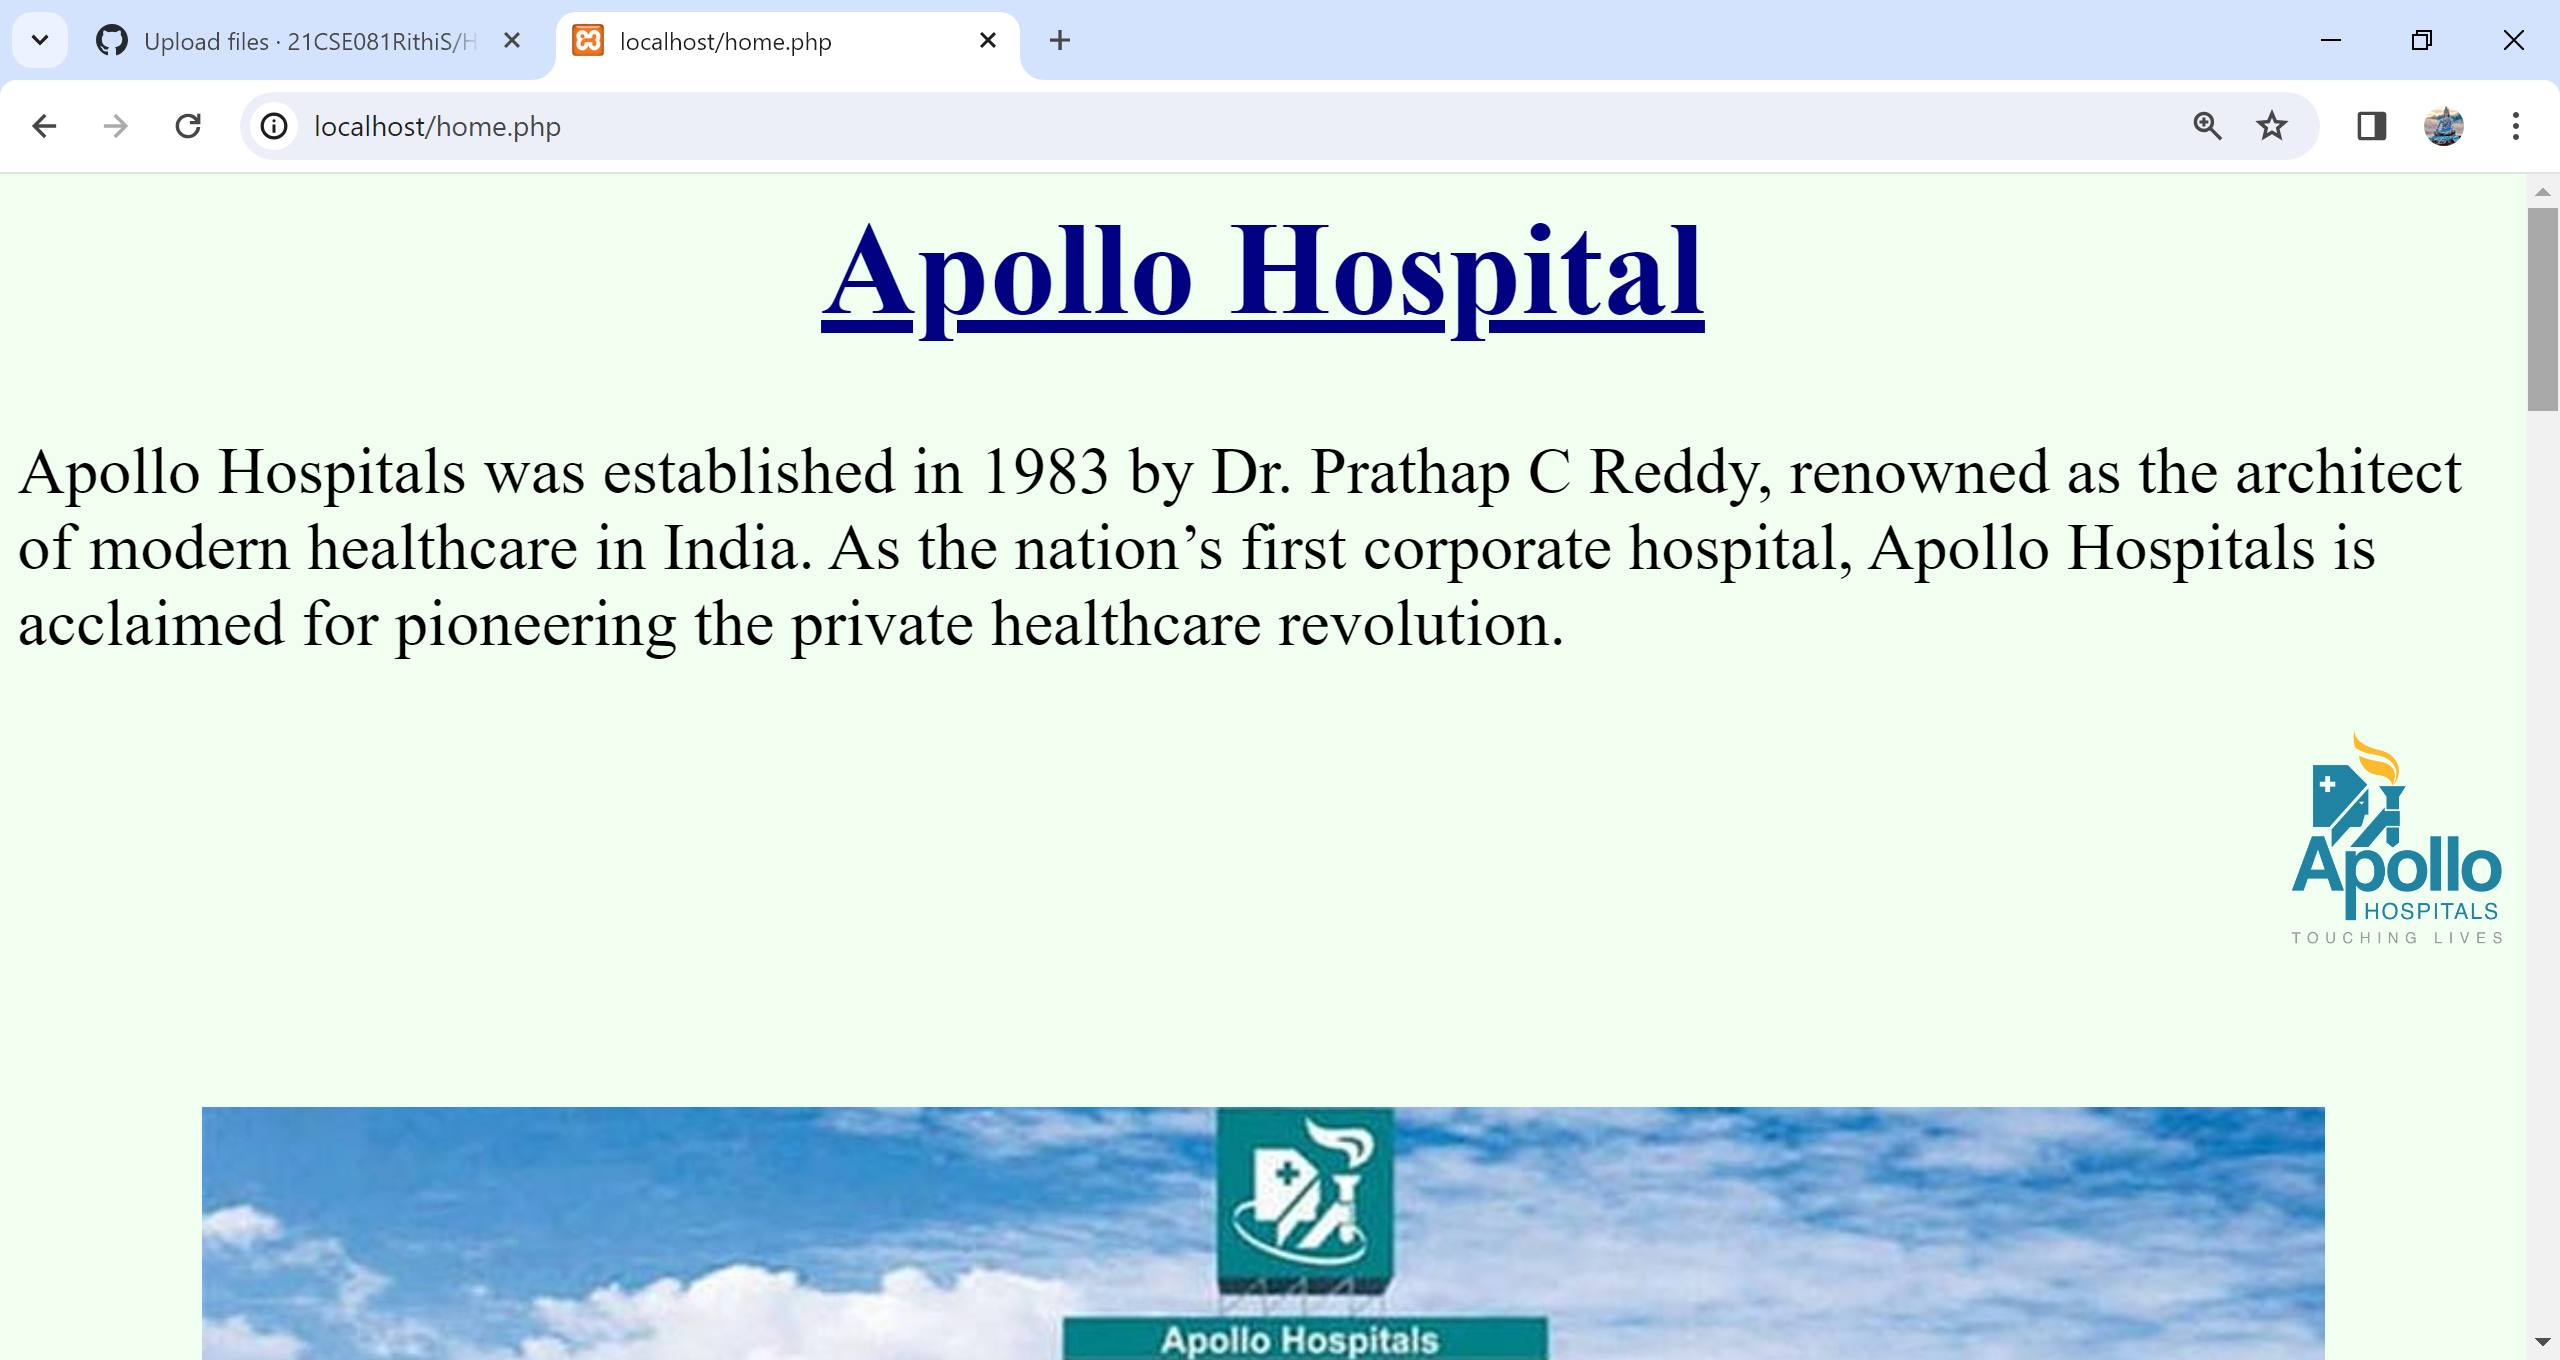 Upload files · 21CSE081RithiS/H
localhost/home.php
localhost/home.php
Apollo Hospital
Apollo Hospitals was established in 1983 by Dr. Prathap C Reddy, renowned as the architect
of modern healthcare in India. As the nation’s first corporate hospital, Apollo Hospitals is
acclaimed for pioneering the private healthcare revolution.
Apollo
HOSPITALS
TOUCHING LIVES
Apollo Hospitals